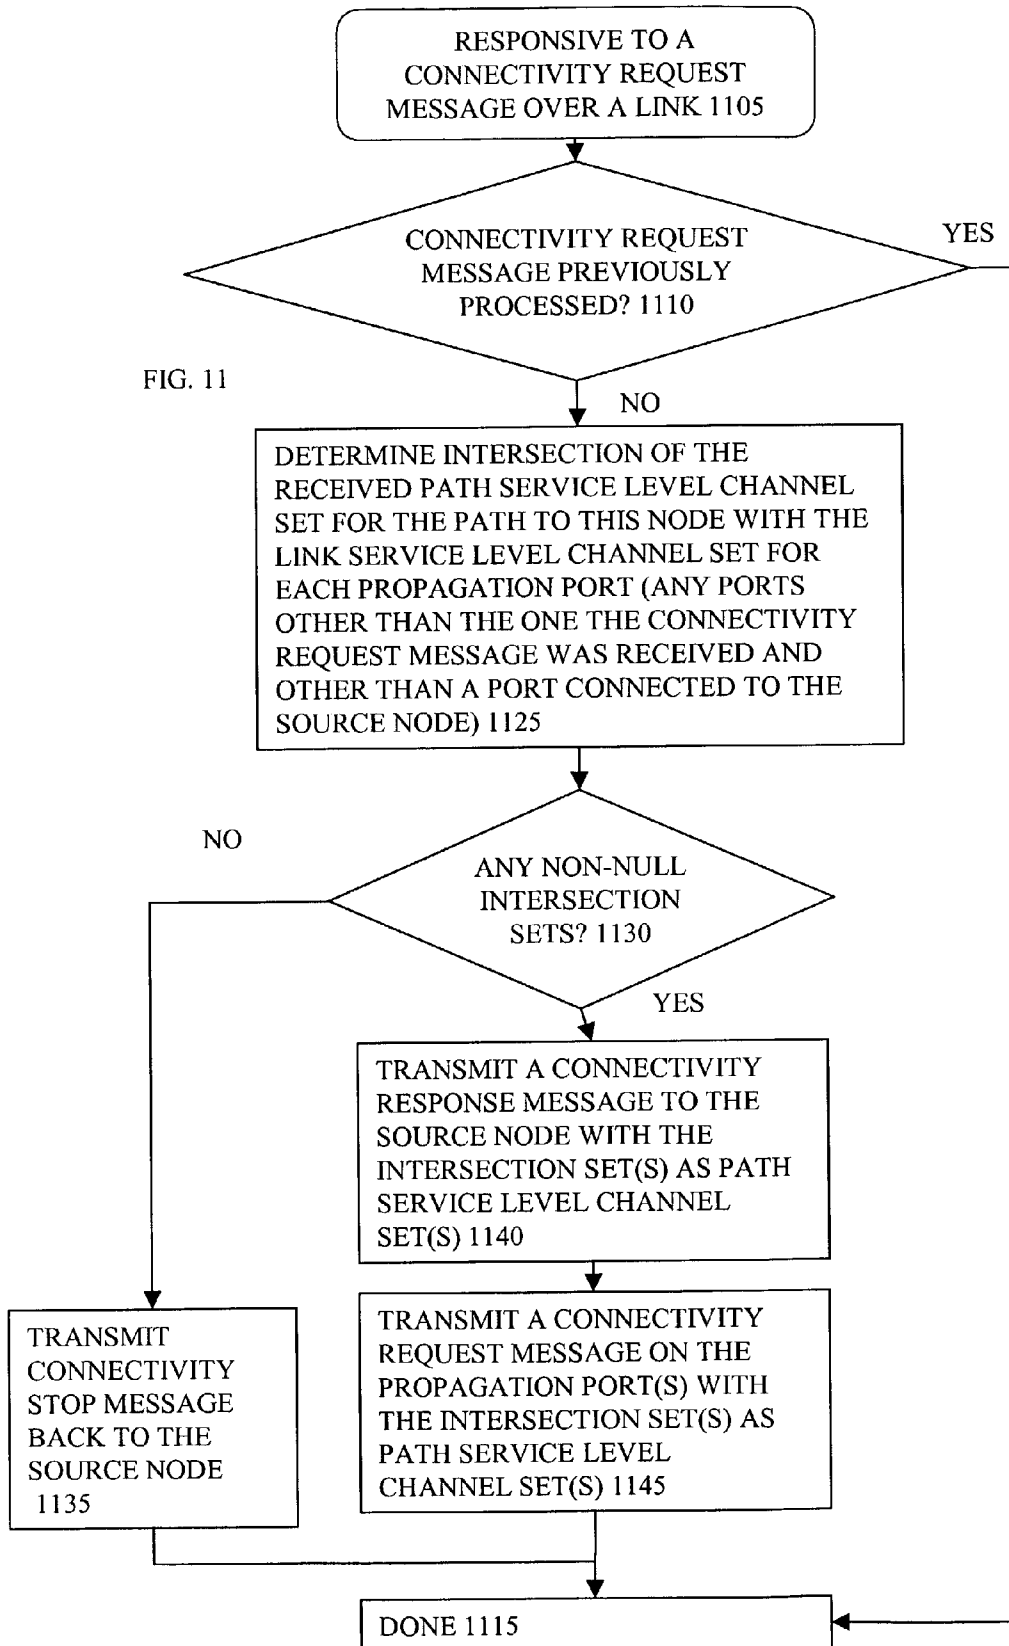 RESPONSIVE TO A
CONNECTIVITY REQUEST
MESSAGE OVER A LINK 1105
CONNECTIVITY REQUEST
MESSAGE PREVIOUSLY
PROCESSED? 1110
YES
FIG. 11
NO
DETERMINE INTERSECTION OF THE
RECEIVED PATH SERVICE LEVEL CHANNEL
SET FOR THE PATH TO THIS NODE WITH THE
LINK SERVICE LEVEL CHANNEL SET FOR
EACH PROPAGATION PORT (ANY PORTS
OTHER THAN THE ONE THE CONNECTIVITY
REQUEST MESSAGE WAS RECEIVED AND
OTHER THAN A PORT CONNECTED TO THE
SOURCE NODE) 1125
NO
ANY NON-NULL
INTERSECTION
SETS? 1130
YES
TRANSMIT A CONNECTIVITY
RESPONSE MESSAGE TO THE
SOURCE NODE WITH THE
INTERSECTION SET(S) AS PATH
SERVICE LEVEL CHANNEL
SET(S) 1140
TRANSMIT
CONNECTIVITY
STOP MESSAGE
BACK TO THE
SOURCE NODE
1135
TRANSMIT A CONNECTIVITY
REQUEST MESSAGE ON THE
PROPAGATION PORT(S) WITH
THE INTERSECTION SET(S) AS
PATH SERVICE LEVEL
CHANNEL SET(S) 1145
DONE 1115